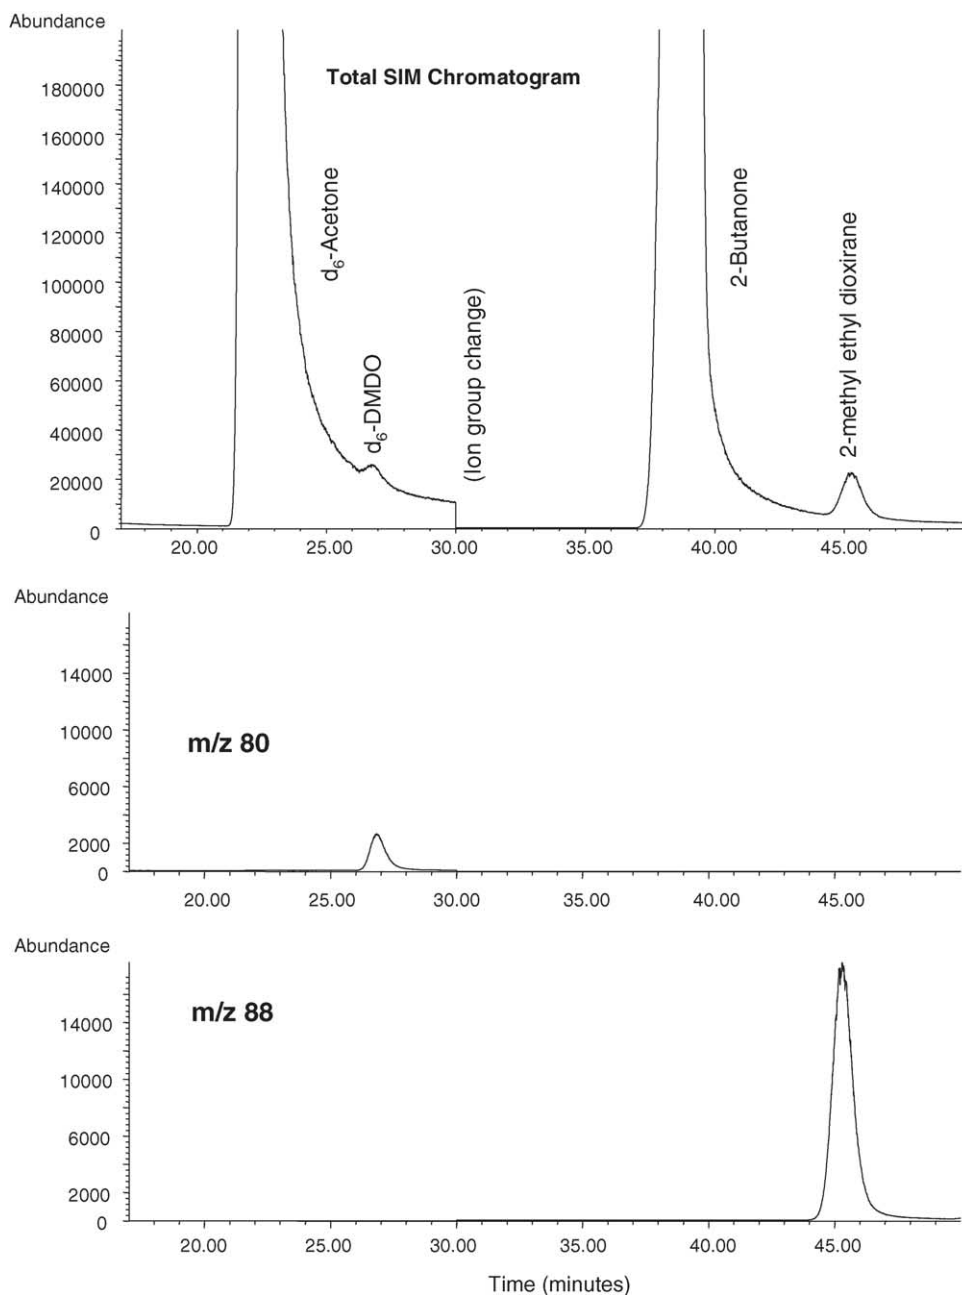 Abundance
Total SIM Chromatogram
180000
160000
140000
120000
100000
80000
60000
40000
20000
0
d6-Acetone
d6-DMDO
(Ion group change)
2-Butanone
2-methyl ethyl dioxirane
20.00 25.00 30.00 35.00 40.00 45.00
Abundance
14000
10000
6000
2000
0
m/z 80
20.00 25.00 30.00 35.00 40.00 45.00
Abundance
14000
10000
6000
2000
0
m/z 88
20.00 25.00 30.00 35.00 40.00 45.00
Time (minutes)